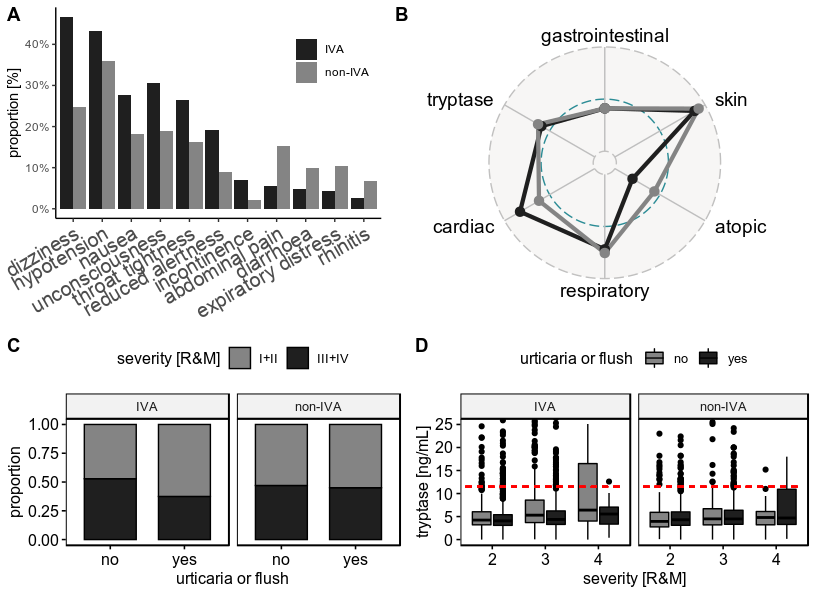 A
proportion [%]
40%
30%
20%
10%
0%
IVA
non-IVA
dizziness
hypotension
nausea
unconsciousness
throat tightness
reduced alertness
incontinence
abdominal pain
diarrhoea
expiratory distress
rhinitis
B
gastrointestinal
tryptase
skin
cardiac
atopic
respiratory
C
severity [R&M] I+II III+IV
IVA non-IVA
proportion
1.00
0.75
0.50
0.25
0.00
no yes no yes
urticaria or flush
D
urticaria or flush no yes
IVA non-IVA
tryptase [ng/mL]
25
20
15
10
5
0
2 3 4 2 3 4
severity [R&M]